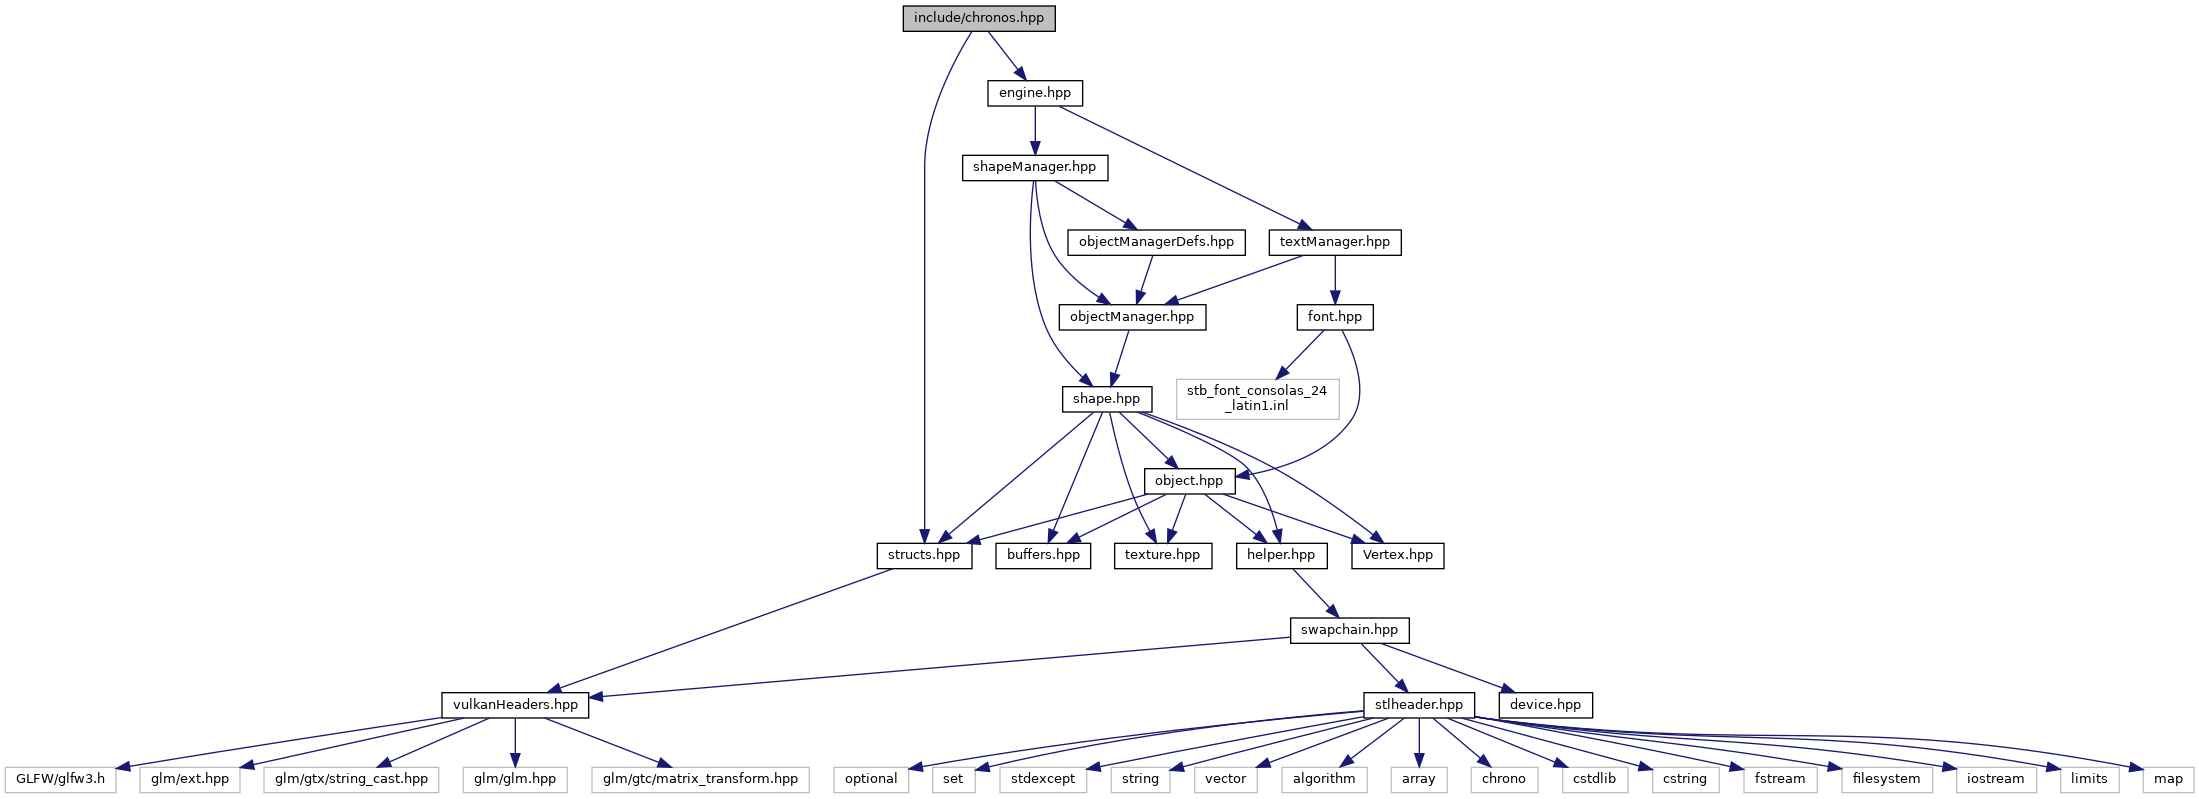 include/chronos.hpp
engine.hpp
shapeManager.hpp
objectManagerDefs.hpp
textManager.hpp
objectManager.hpp
font.hpp
stb_font_consolas_24
_latin1.inl
shape.hpp
object.hpp
structs.hpp
buffers.hpp
texture.hpp
helper.hpp
Vertex.hpp
swapchain.hpp
vulkanHeaders.hpp
stlheader.hpp
device.hpp
GLFW/glfw3.h
glm/ext.hpp
glm/gtx/string_cast.hpp
glm/glm.hpp
glm/gtc/matrix_transform.hpp
optional
set
stdexcept
string
vector
algorithm
array
chrono
cstdlib
cstring
fstream
filesystem
iostream
limits
map